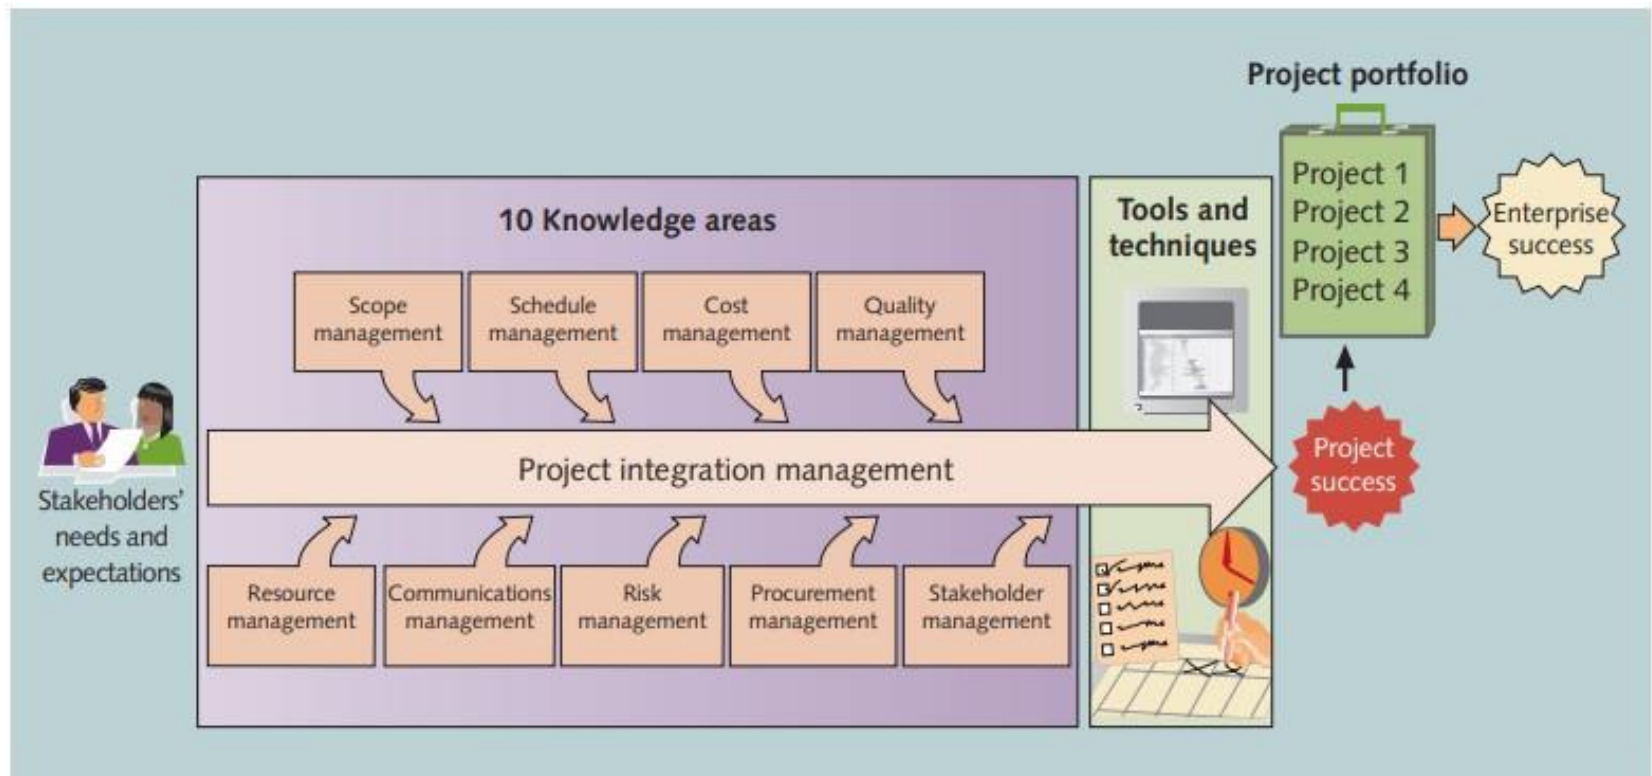 Project portfolio
Project 1
Project 2
Project 3
Project 4
Enterprise
success
10 Knowledge areas
Tools and
techniques
Scope
management
Schedule
management
Cost
management
Quality
management
Stakeholders'
needs and
expectations
Project integration management
Project
success
Resource
management
Communications
management
Risk
management
Procurement
management
Stakeholder
management